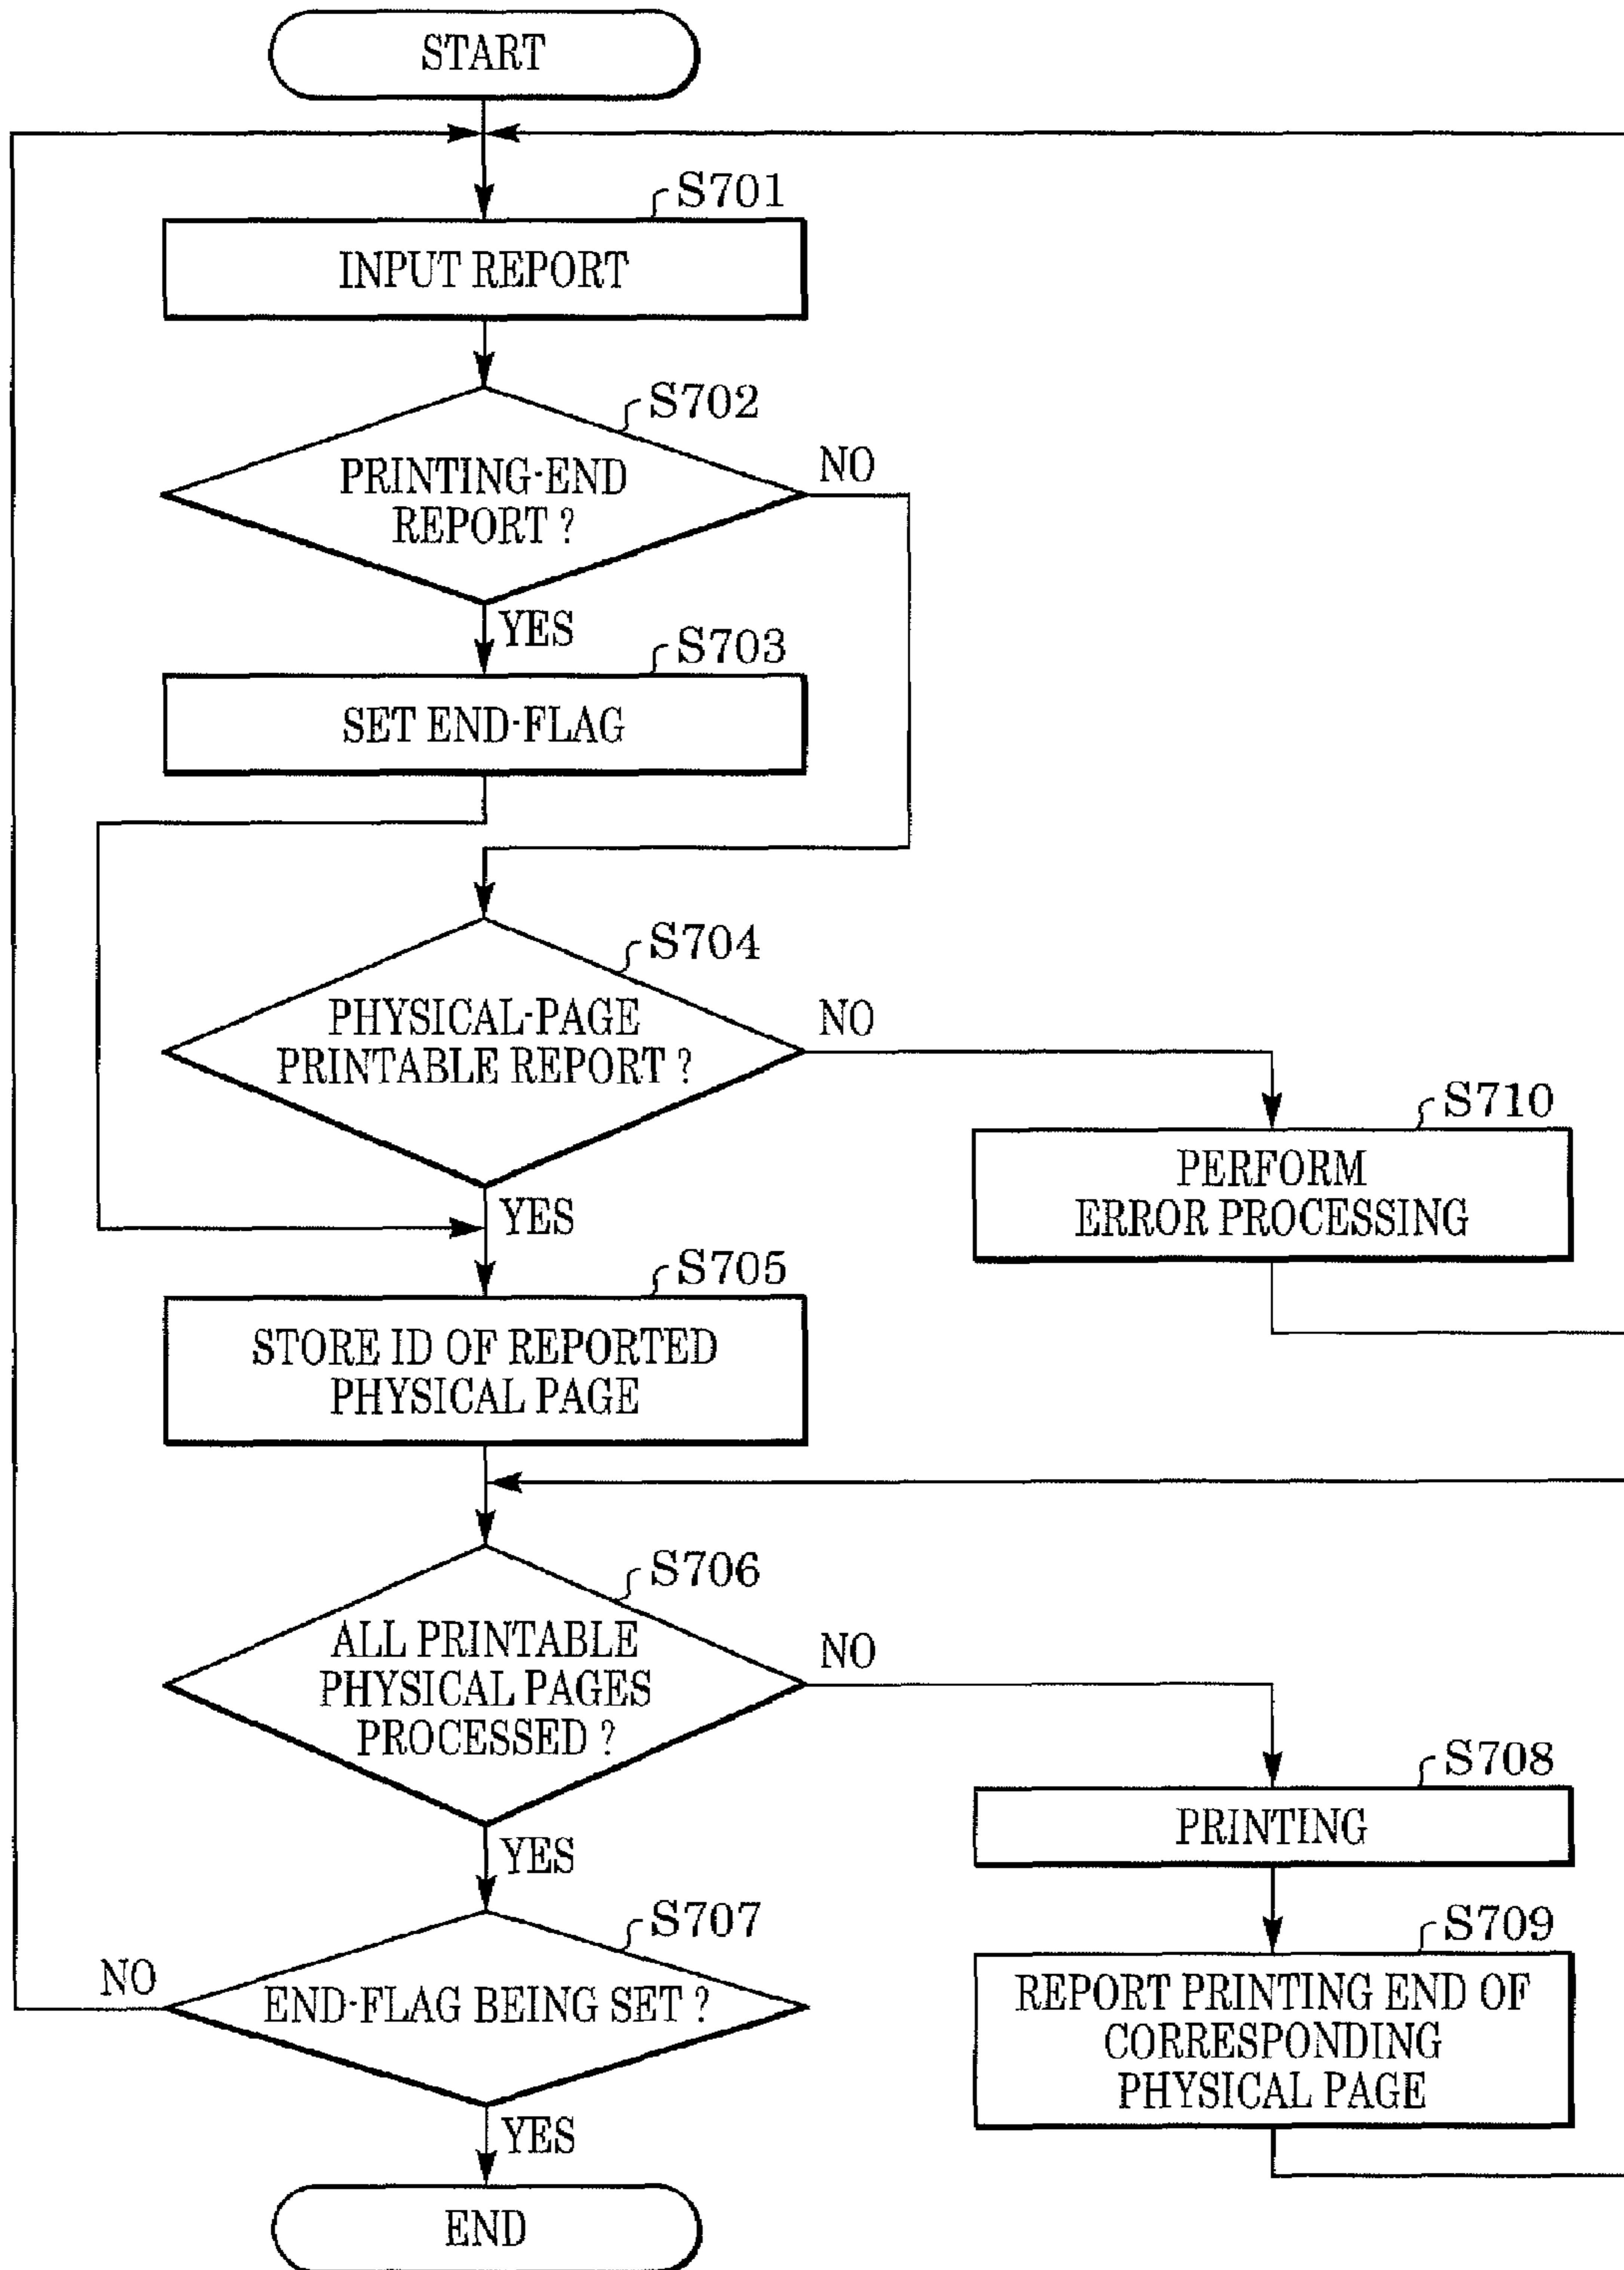 START
S701
INPUT REPORT
S702
PRINTING-END
REPORT ?
NO
YES
S703
SET END-FLAG
S704
PHYSICAL-PAGE
PRINTABLE REPORT ?
NO
YES
S710
PERFORM
ERROR PROCESSING
S705
STORE ID OF REPORTED
PHYSICAL PAGE
S706
ALL PRINTABLE
PHYSICAL PAGES
PROCESSED ?
NO
YES
S708
PRINTING
S707
END-FLAG BEING SET ?
NO
YES
S709
REPORT PRINTING END OF
CORRESPONDING
PHYSICAL PAGE
END